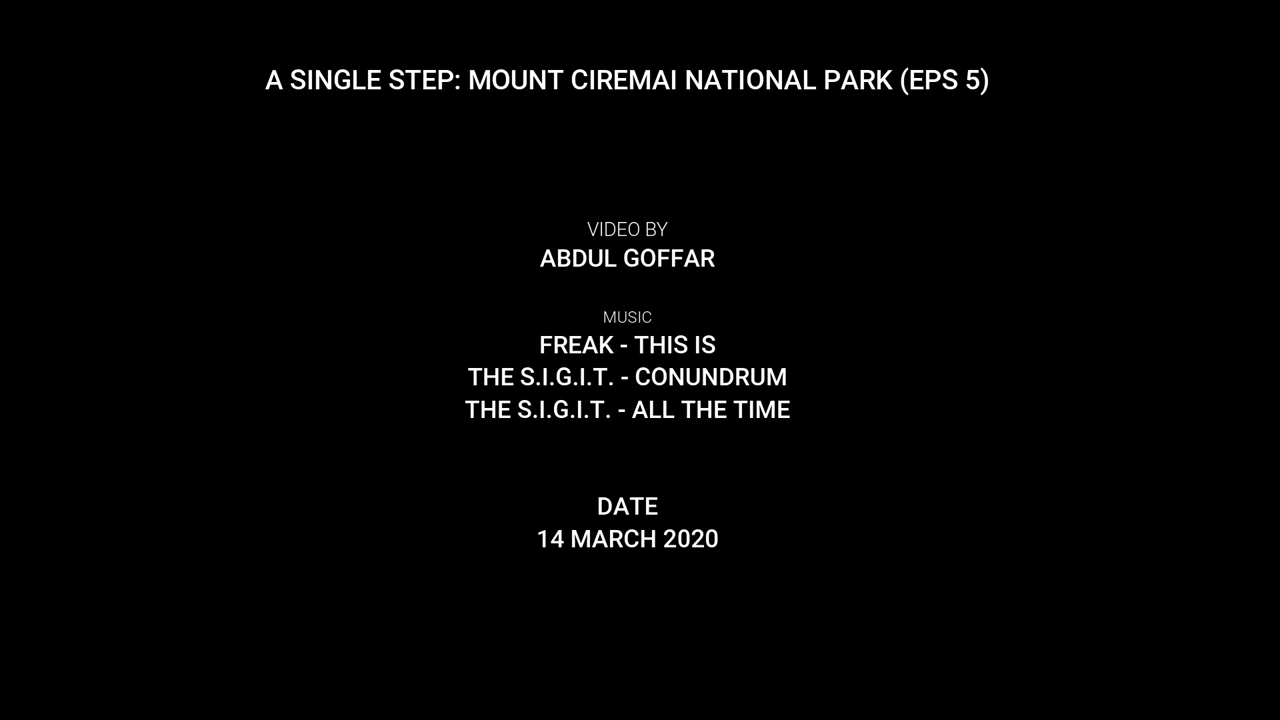 A SINGLE STEP: MOUNT CIREMAI NATIONAL PARK (EPS 5)
VIDEO BY
ABDUL GOFFAR
MUSIC
FREAK - THIS IS
THE S.I.G.I.T. - CONUNDRUM
THE S.I.G.I.T. - ALL THE TIME
DATE
14 MARCH 2020